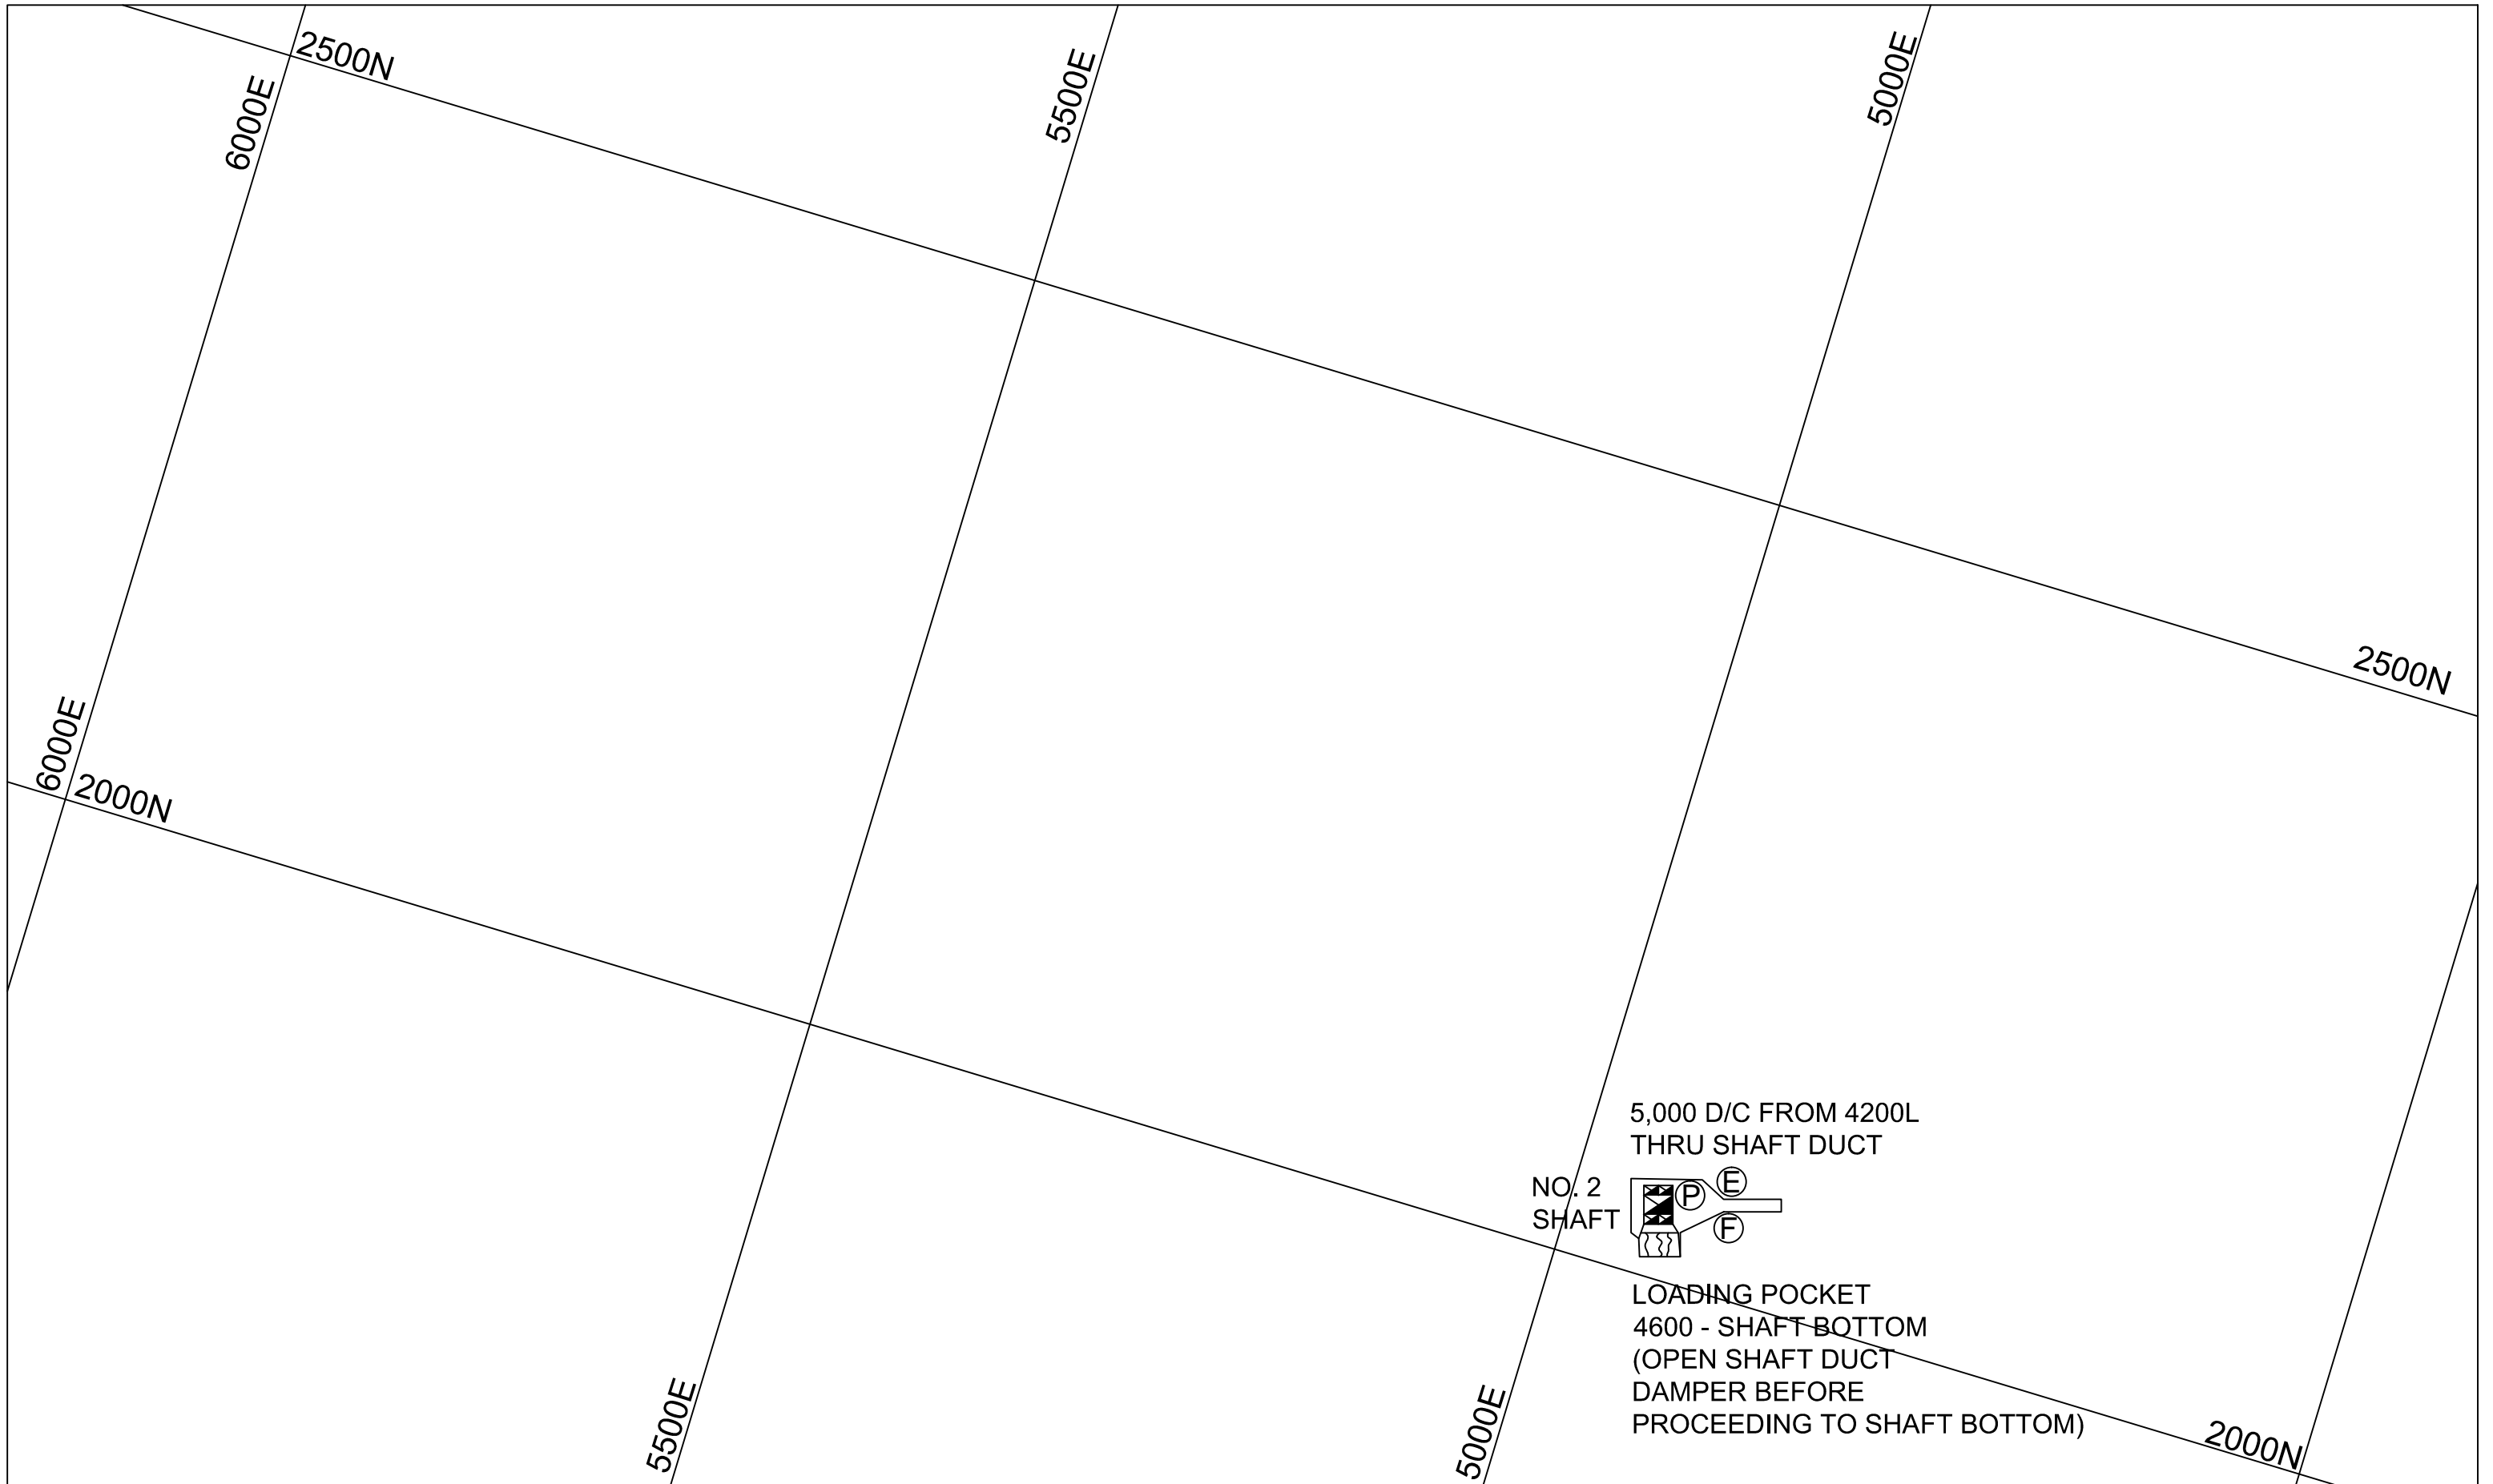 2500N
6000E
5500E
5000E
2500N
6000E
2000N
5,000 D/C FROM 4200L
THRU SHAFT DUCT
NO. 2
SHAFT
P
E
F
LOADING POCKET
4600 - SHAFT BOTTOM
(OPEN SHAFT DUCT
DAMPER BEFORE
PROCEEDING TO SHAFT BOTTOM)
5500E
5000E
2000N